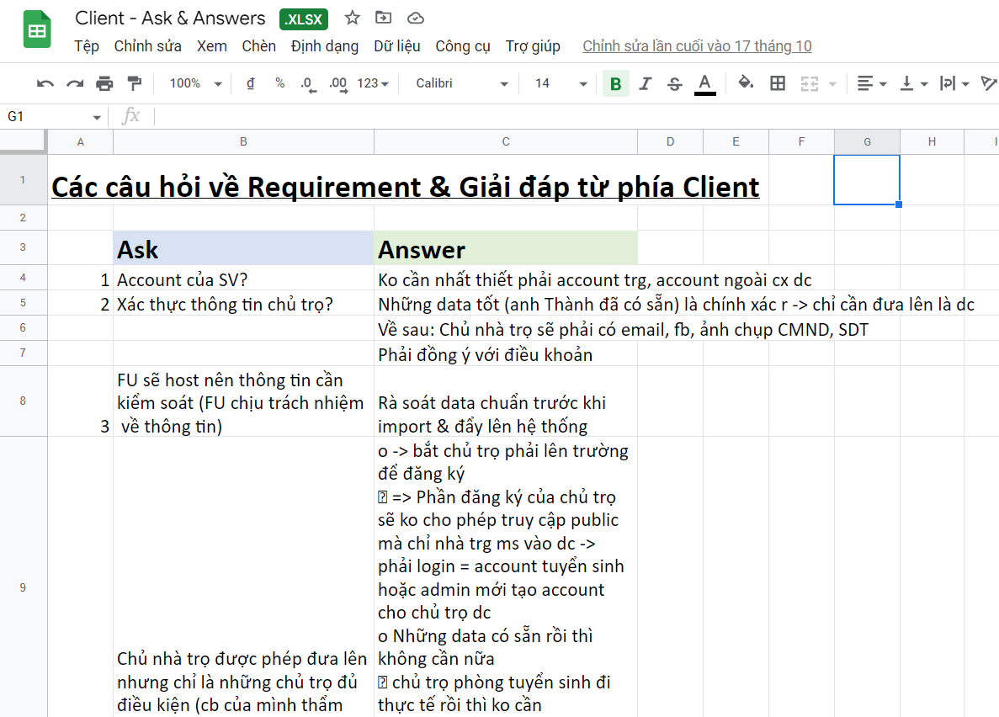 Client - Ask & Answers .XLSX
Tệp Chỉnh sửa Xem Chèn Định dạng Dữ liệu Công cụ Trợ giúp Chỉnh sửa lần cuối vào 17 tháng 10
100% đ % .0 .00 123 Calibri 14 B I S A
G1 fx
A B C D E F G H I
1 Các câu hỏi về Requirement & Giải đáp từ phía Client
2
3 Ask Answer
4 1 Account của SV? Ko cần nhất thiết phải account trg, account ngoài cx dc
5 2 Xác thực thông tin chủ trọ? Những data tốt (anh Thành đã có sẵn) là chính xác r -> chỉ cần đưa lên là dc
6 Về sau: Chủ nhà trọ sẽ phải có email, fb, ảnh chụp CMND, SDT
7 Phải đồng ý với điều khoản
8 3
FU sẽ host nên thông tin cần
kiểm soát (FU chịu trách nhiệm
về thông tin)
Rà soát data chuẩn trước khi
import & đẩy lên hệ thống
9
Chủ nhà trọ được phép đưa lên
nhưng chỉ là những chủ trọ đủ
điều kiện (cb của mình thẩm
o -> bắt chủ trọ phải lên trường
để đăng ký
=> Phần đăng ký của chủ trọ
sẽ ko cho phép truy cập public
mà chỉ nhà trg ms vào dc ->
phải login = account tuyển sinh
hoặc admin mới tạo account
cho chủ trọ dc
o Những data có sẵn rồi thì
không cần nữa
chủ trọ phòng tuyển sinh đi
thực tế rồi thì ko cần